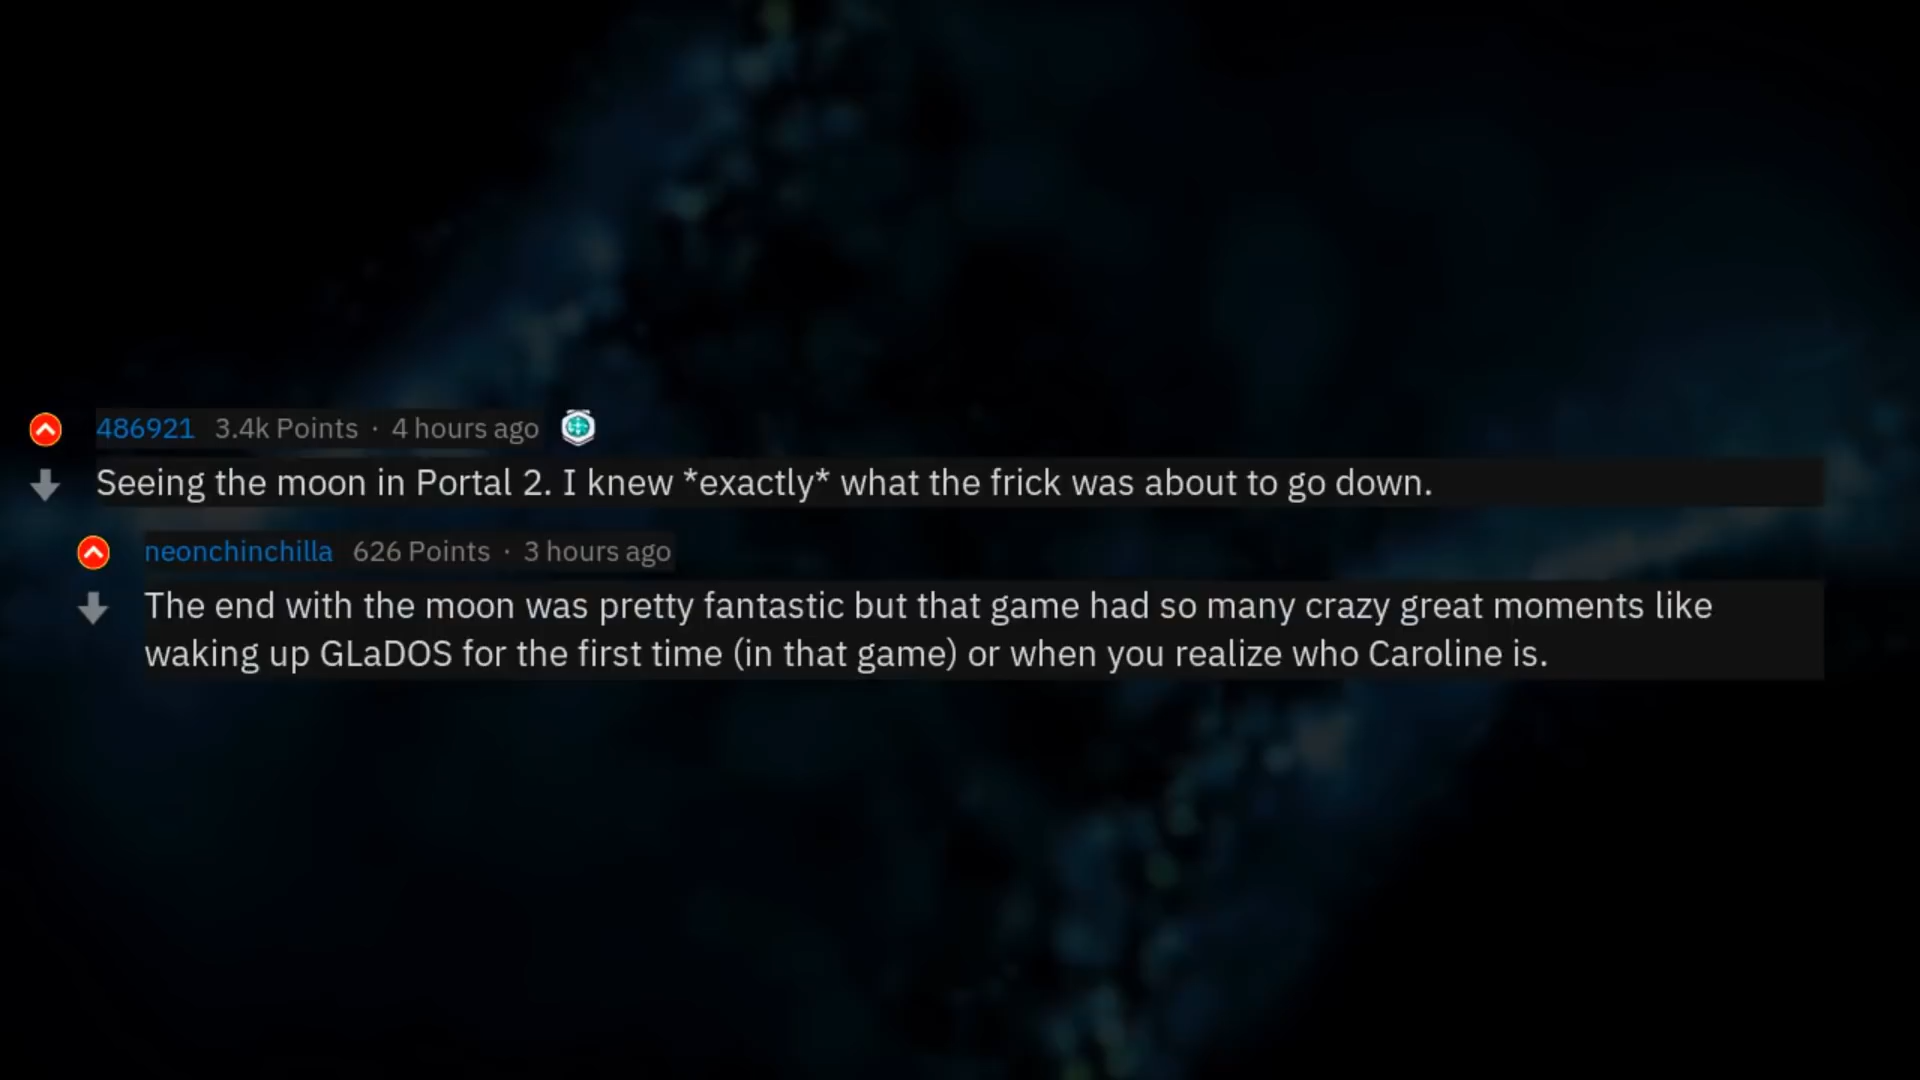 486921 3.4k Points · 4 hours ago
Seeing the moon in Portal 2. I knew *exactly* what the frick was about to go down.
neonchinchilla 626 Points · 3 hours ago
The end with the moon was pretty fantastic but that game had so many crazy great moments like
waking up GLaDOS for the first time (in that game) or when you realize who Caroline is.